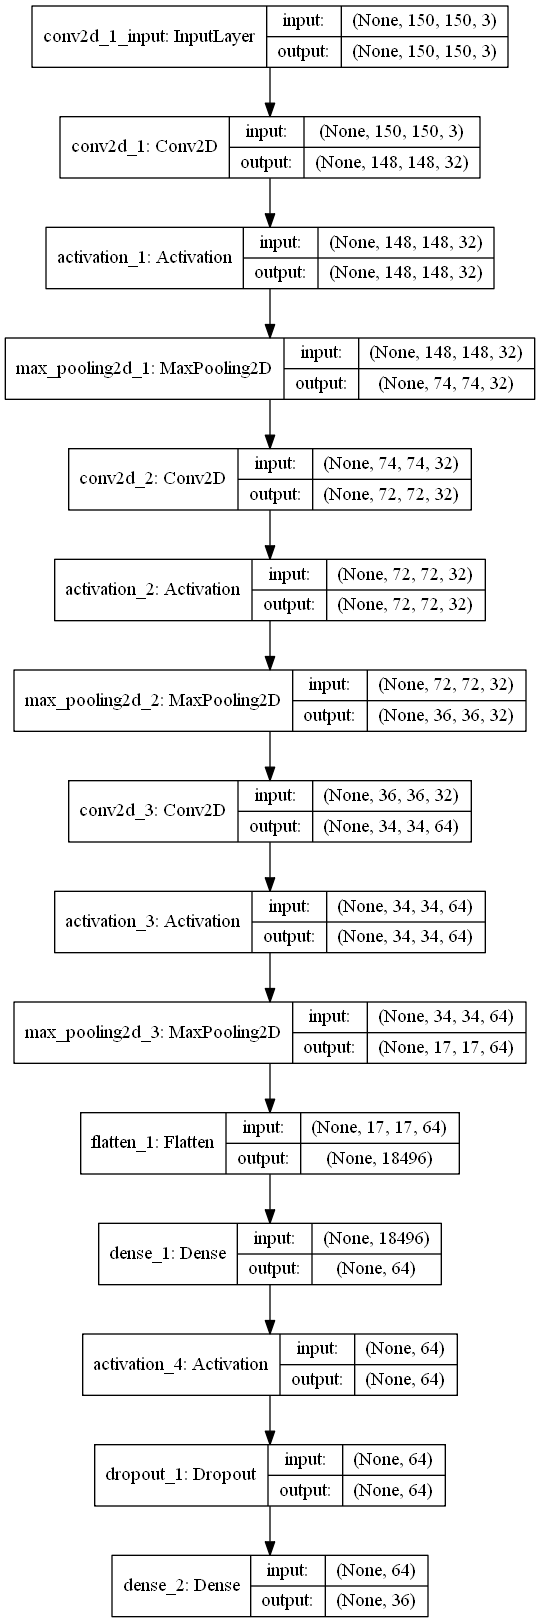 conv2d_1_input: InputLayer
input: (None, 150, 150, 3)
output: (None, 150, 150, 3)
conv2d_1: Conv2D
input: (None, 150, 150, 3)
output: (None, 148, 148, 32)
activation_1: Activation
input: (None, 148, 148, 32)
output: (None, 148, 148, 32)
max_pooling2d_1: MaxPooling2D
input: (None, 148, 148, 32)
output: (None, 74, 74, 32)
conv2d_2: Conv2D
input: (None, 74, 74, 32)
output: (None, 72, 72, 32)
activation_2: Activation
input: (None, 72, 72, 32)
output: (None, 72, 72, 32)
max_pooling2d_2: MaxPooling2D
input: (None, 72, 72, 32)
output: (None, 36, 36, 32)
conv2d_3: Conv2D
input: (None, 36, 36, 32)
output: (None, 34, 34, 64)
activation_3: Activation
input: (None, 34, 34, 64)
output: (None, 34, 34, 64)
max_pooling2d_3: MaxPooling2D
input: (None, 34, 34, 64)
output: (None, 17, 17, 64)
flatten_1: Flatten
input: (None, 17, 17, 64)
output: (None, 18496)
dense_1: Dense
input: (None, 18496)
output: (None, 64)
activation_4: Activation
input: (None, 64)
output: (None, 64)
dropout_1: Dropout
input: (None, 64)
output: (None, 64)
dense_2: Dense
input: (None, 64)
output: (None, 36)